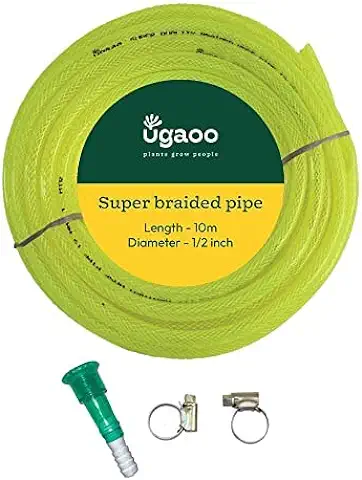 ugaoo
plants grow people
Super braided pipe
Length - 10m
Diameter - 1/2 inch